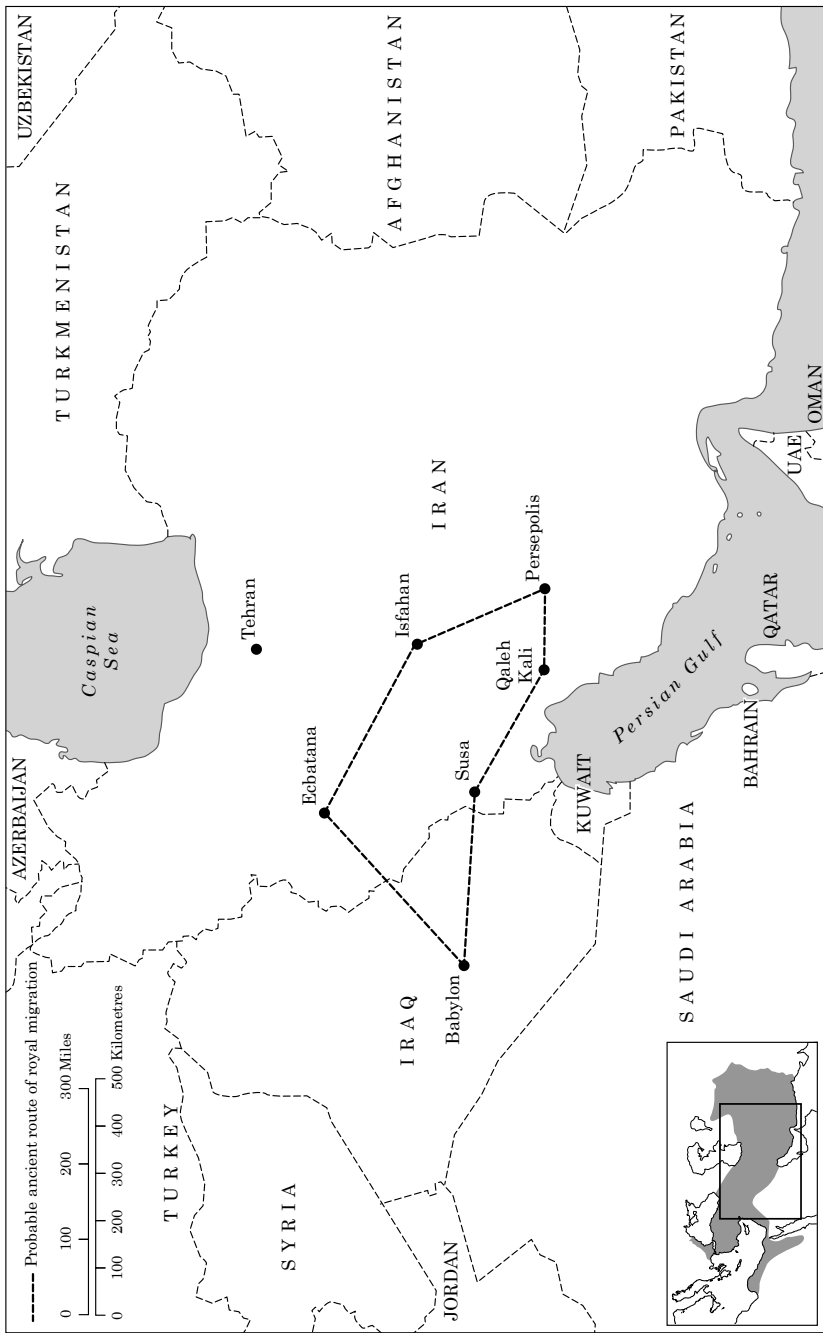 Probable ancient route of royal migration
0 100 200 300 Miles
0 100 200 300 400 500 Kilometres
AZERBAIJAN
Caspian
Sea
TURKMENISTAN
UZBEKISTAN
TURKEY
SYRIA
JORDAN
IRAQ
Babylon
Ecbatana
Tehran
Isfahan
Susa
Qaleh
Kali
Persepolis
IRAN
AFGHANISTAN
PAKISTAN
KUWAIT
Persian Gulf
SAUDI ARABIA
BAHRAIN
QATAR
UAE
OMAN